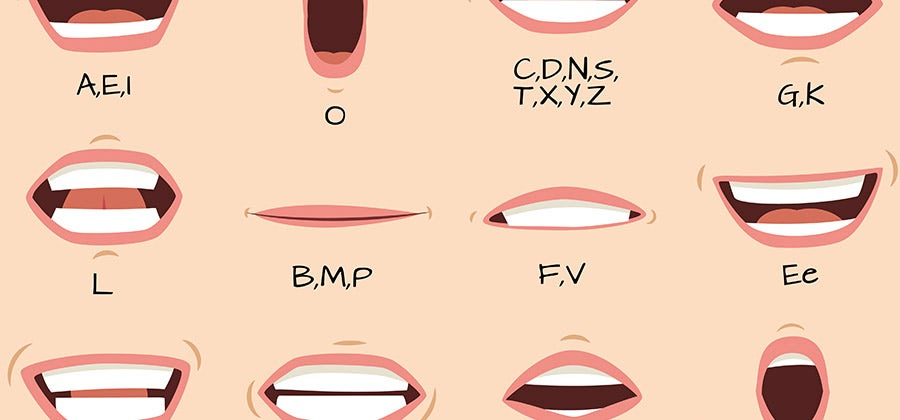 A,E,I
O
C,D,N,S,
T,X,Y,Z
G,K
L
B,M,P
F,V
Ee